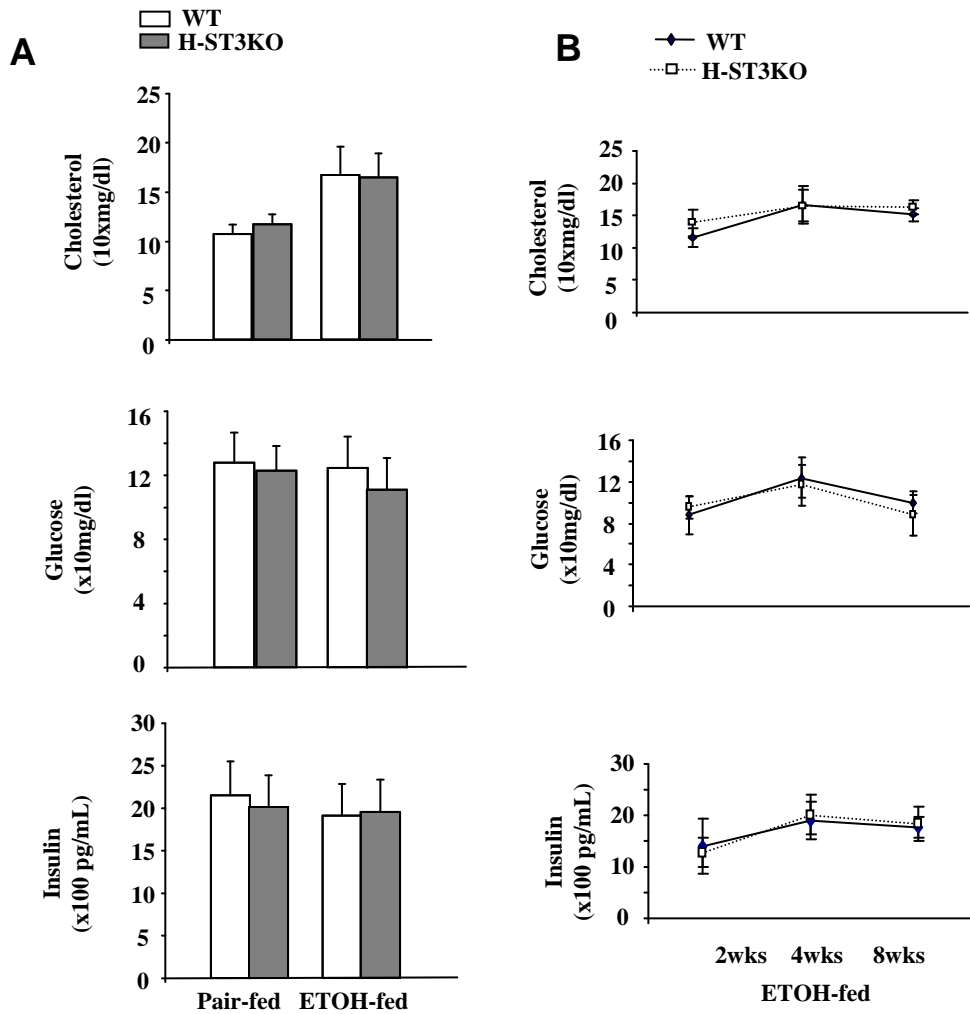 A
WT
H-ST3KO
Cholesterol
(10xmg/dl)
25
20
15
10
5
0
Glucose
(x10mg/dl)
16
12
8
4
0
Insulin
(x100 pg/mL)
30
25
20
15
10
5
0
Pair-fed ETOH-fed
B
WT
H-ST3KO
Cholesterol
(10xmg/dl)
25
20
15
10
5
0
Glucose
(x10mg/dl)
16
12
8
4
0
Insulin
(x100 pg/mL)
30
20
10
0
2wks 4wks 8wks
ETOH-fed